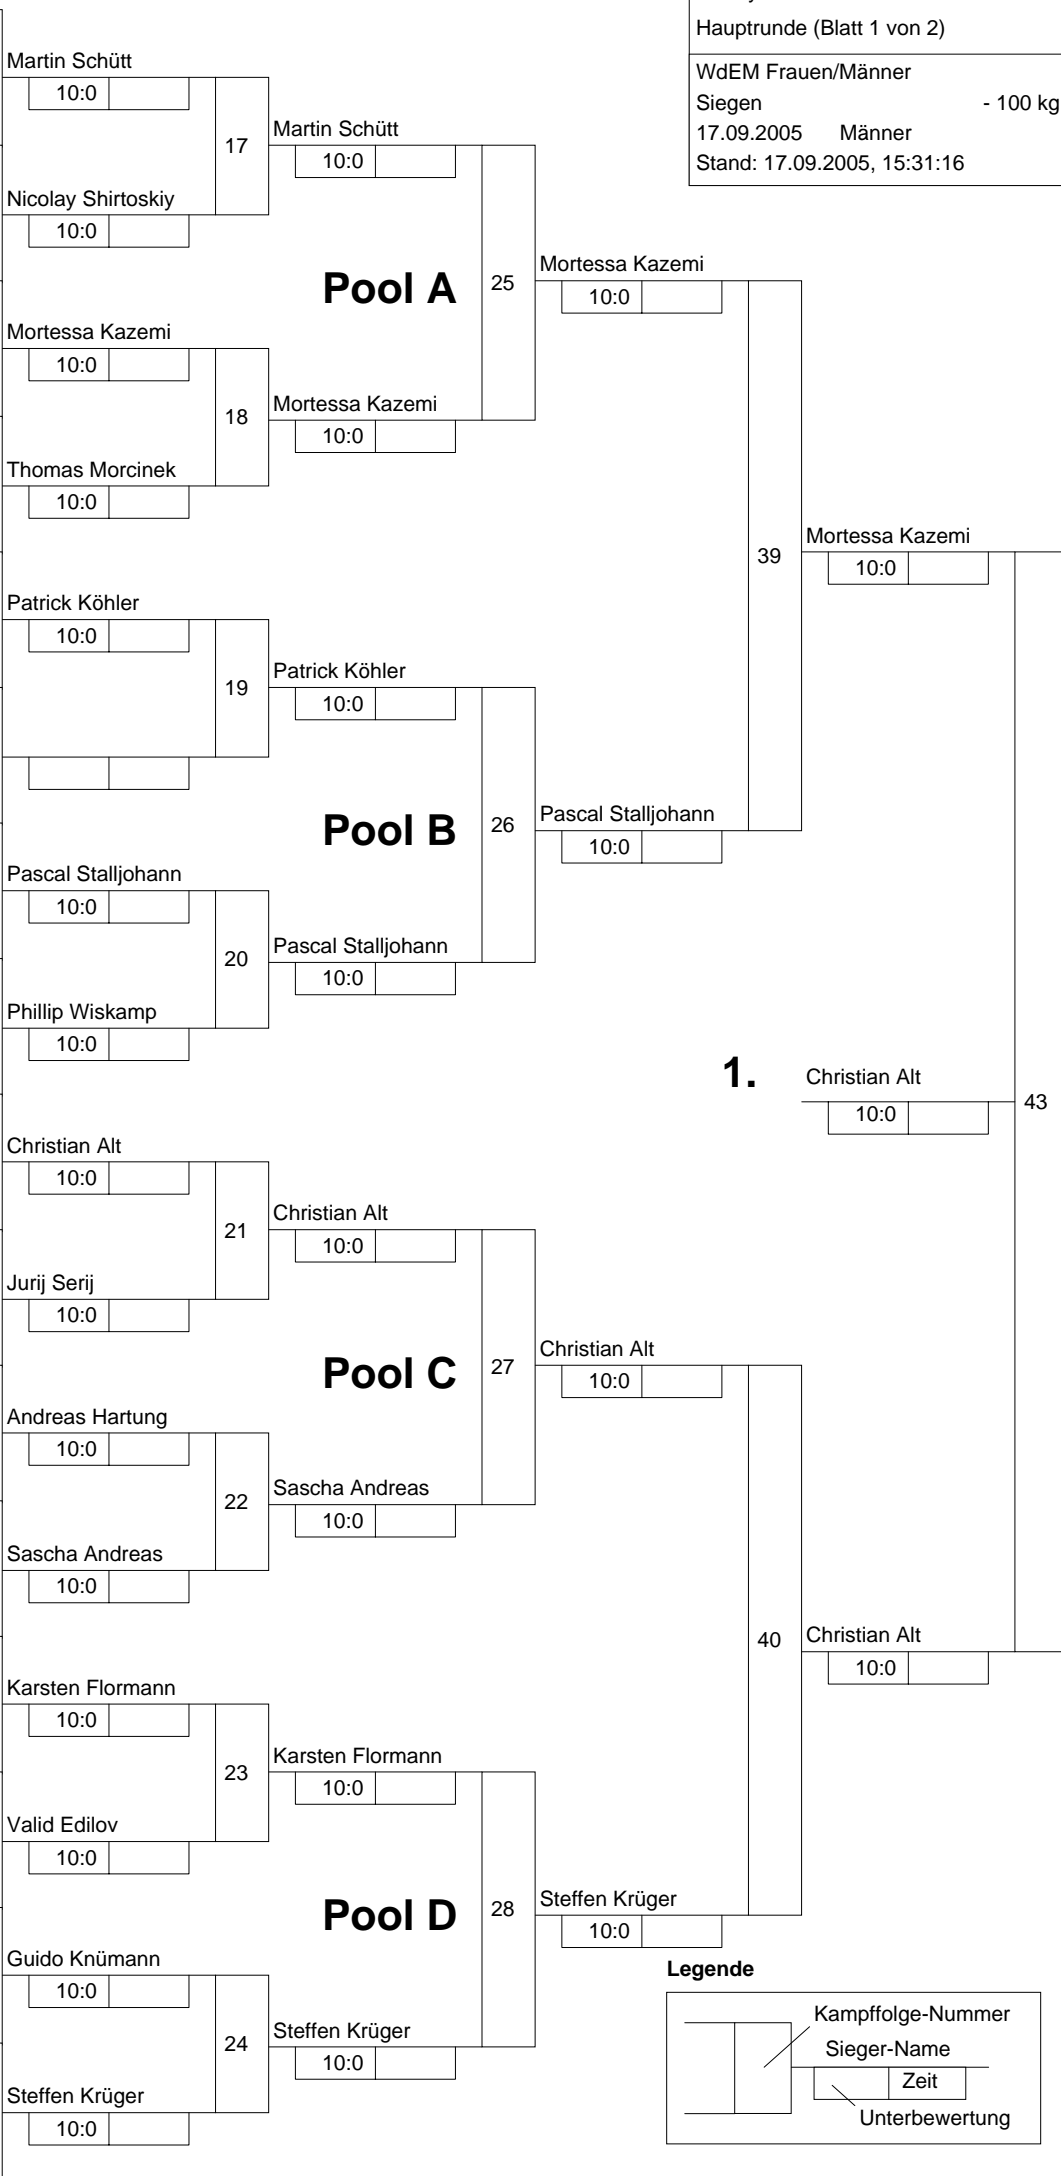 Hauptrunde (Blatt 1 von 2)
WdEM Frauen/Männer
Siegen - 100 kg
17.09.2005 Männer
Stand: 17.09.2005, 15:31:16
Martin Schütt
10:0
17
Martin Schütt
10:0
Nicolay Shirtoskiy
10:0
Pool A
25
Mortessa Kazemi
10:0
Mortessa Kazemi
10:0
18
Mortessa Kazemi
10:0
Thomas Morcinek
10:0
39
Mortessa Kazemi
10:0
Patrick Köhler
10:0
19
Patrick Köhler
10:0
Pool B
26
Pascal Stalljohann
10:0
Pascal Stalljohann
10:0
20
Pascal Stalljohann
10:0
Phillip Wiskamp
10:0
1.
Christian Alt
10:0
43
Christian Alt
10:0
21
Christian Alt
10:0
Jurij Serij
10:0
Pool C
27
Christian Alt
10:0
Andreas Hartung
10:0
22
Sascha Andreas
10:0
Sascha Andreas
10:0
40
Christian Alt
10:0
Karsten Flormann
10:0
23
Karsten Flormann
10:0
Valid Edilov
10:0
Pool D
28
Steffen Krüger
10:0
Guido Knümann
10:0
24
Steffen Krüger
10:0
Steffen Krüger
10:0
Legende
Kampffolge-Nummer
Sieger-Name
Zeit
Unterbewertung